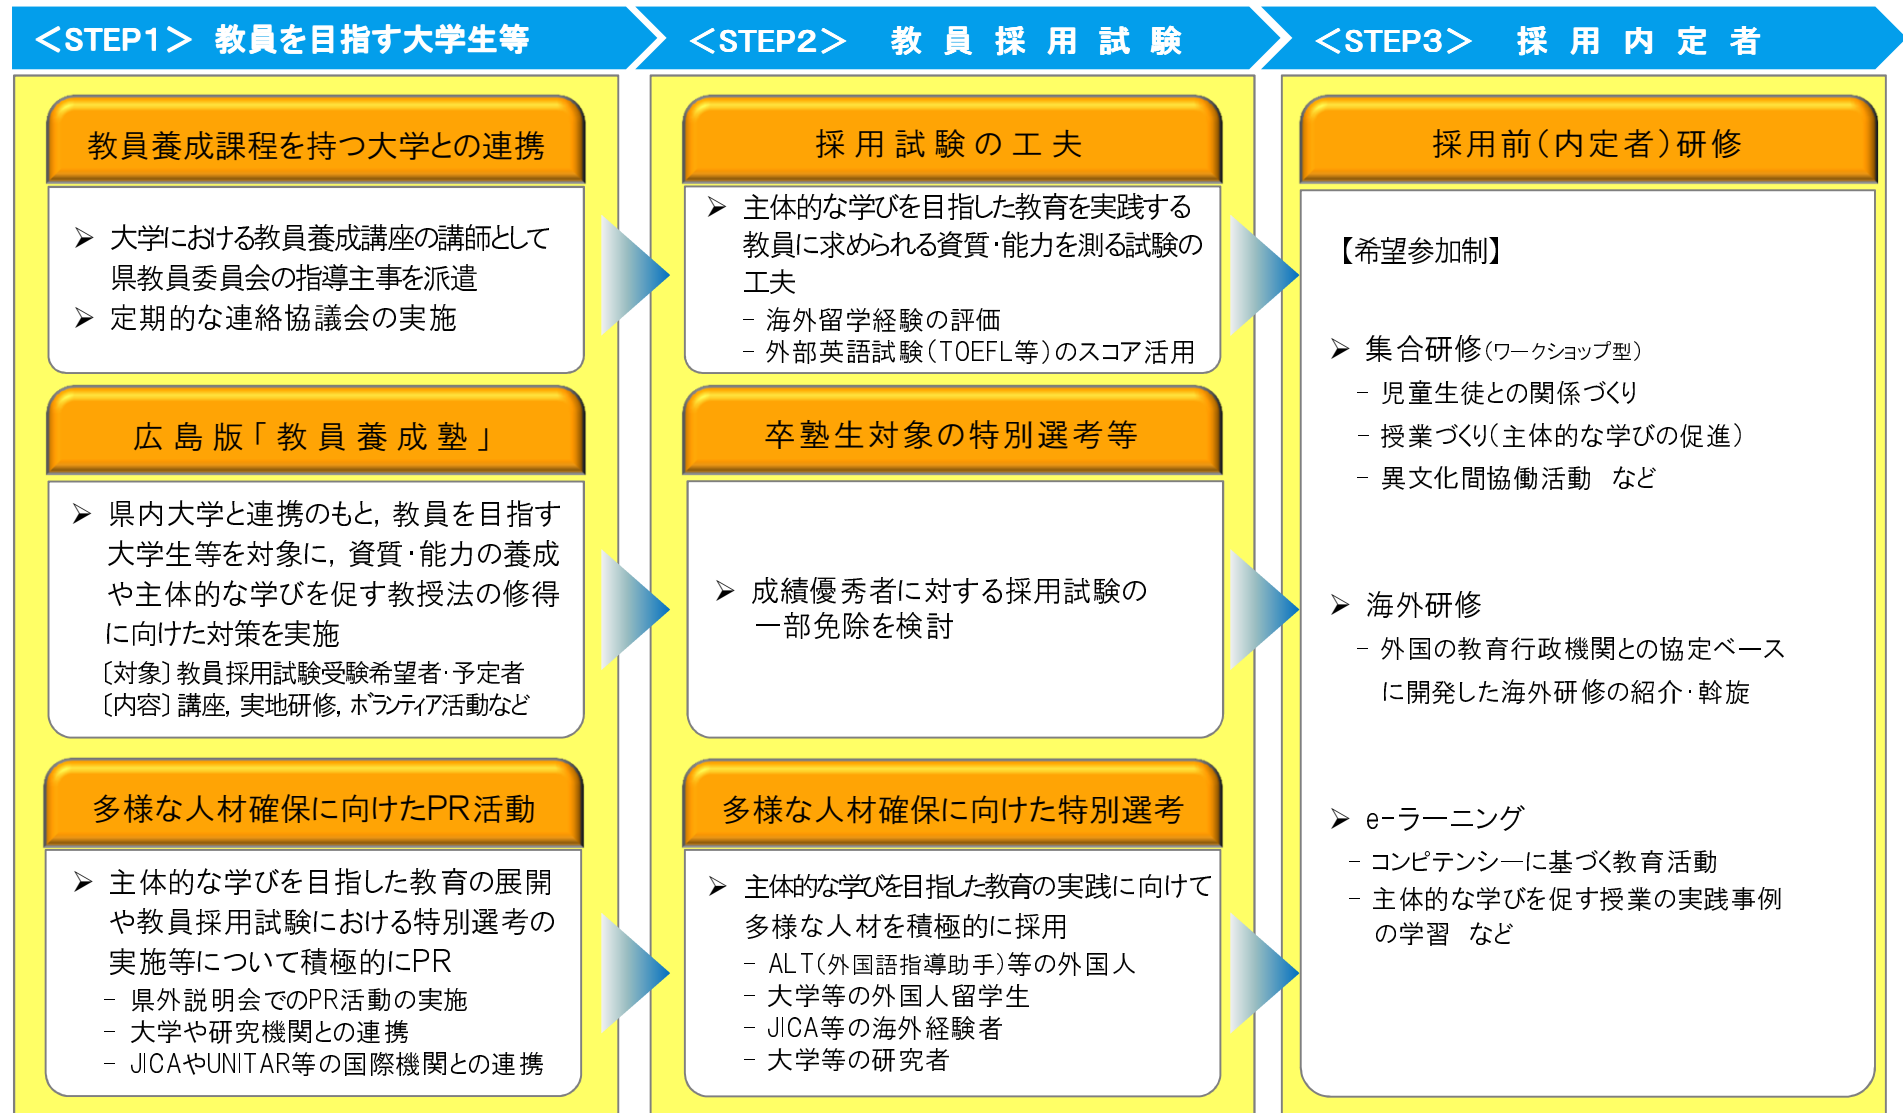 ＜STEP１＞ 教員を目指す大学生等
＜STEP２＞ 教員採用試験
＜STEP３＞ 採用内定者
教員養成課程を持つ大学との連携
➢ 大学における教員養成講座の講師として
県教育委員会の指導主事を派遣
➢ 定期的な連絡協議会の実施
広島版「教員養成塾」
➢ 県内大学と連携のもと，教員を目指す
大学生等を対象に，資質・能力の養成
や主体的な学びを促す教授法の修得
に向けた対策を実施
〔対象〕教員採用試験受験希望者・予定者
〔内容〕講座，実地研修，ボランティア活動など
多様な人材確保に向けたPR活動
➢ 主体的な学びを目指した教育の展開
や教員採用試験における特別選考の
実施等について積極的にPR
− 県外説明会でのPR活動の実施
− 大学や研究機関との連携
− JICAやUNITAR等の国際機関との連携
採用試験の工夫
➢ 主体的な学びを目指した教育を実践する
教員に求められる資質・能力を測る試験の
工夫
− 海外留学経験の評価
− 外部英語試験（TOEFL等）のスコア活用
卒塾生対象の特別選考等
➢ 成績優秀者に対する採用試験の
一部免除を検討
多様な人材確保に向けた特別選考
➢ 主体的な学びを目指した教育の実践に向けて
多様な人材を積極的に採用
− ALT（外国語指導助手）等の外国人
− 大学等の外国人留学生
− JICA等の海外経験者
− 大学等の研究者
採用前（内定者）研修
【希望参加制】
➢ 集合研修（ワークショップ型）
− 児童生徒との関係づくり
− 授業づくり（主体的な学びの促進）
− 異文化間協働活動　など
➢ 海外研修
− 外国の教育行政機関との協定ベース
に開発した海外研修の紹介・斡旋
➢ e-ラーニング
− コンピテンシーに基づく教育活動
− 主体的な学びを促す授業の実践事例
の学習　など